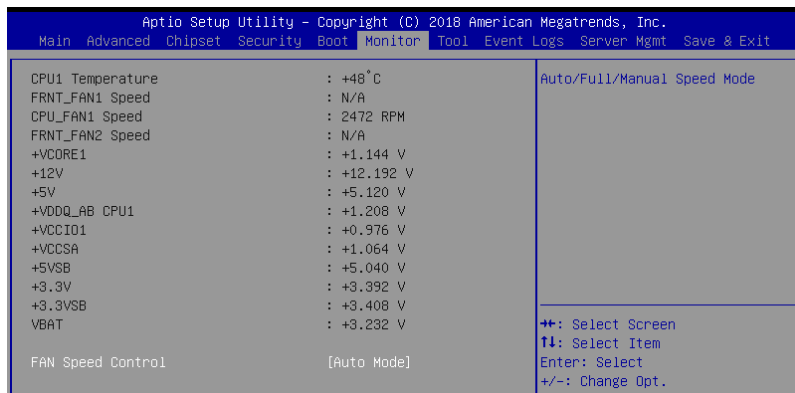 Aptio Setup Utility – Copyright (C) 2018 American Megatrends, Inc.
Main Advanced Chipset Security Boot Monitor Tool Event Logs Server Mgmt Save & Exit
CPU1 Temperature : +48°C
FRNT_FAN1 Speed : N/A
CPU_FAN1 Speed : 2472 RPM
FRNT_FAN2 Speed : N/A
+VCORE1 : +1.144 V
+12V : +12.192 V
+5V : +5.120 V
+VDDQ_AB CPU1 : +1.208 V
+VCCIO1 : +0.976 V
+VCCSA : +1.064 V
+5VSB : +5.040 V
+3.3V : +3.392 V
+3.3VSB : +3.408 V
VBAT : +3.232 V
FAN Speed Control [Auto Mode]
Auto/Full/Manual Speed Mode
→←: Select Screen
↑↓: Select Item
Enter: Select
+/-: Change Opt.